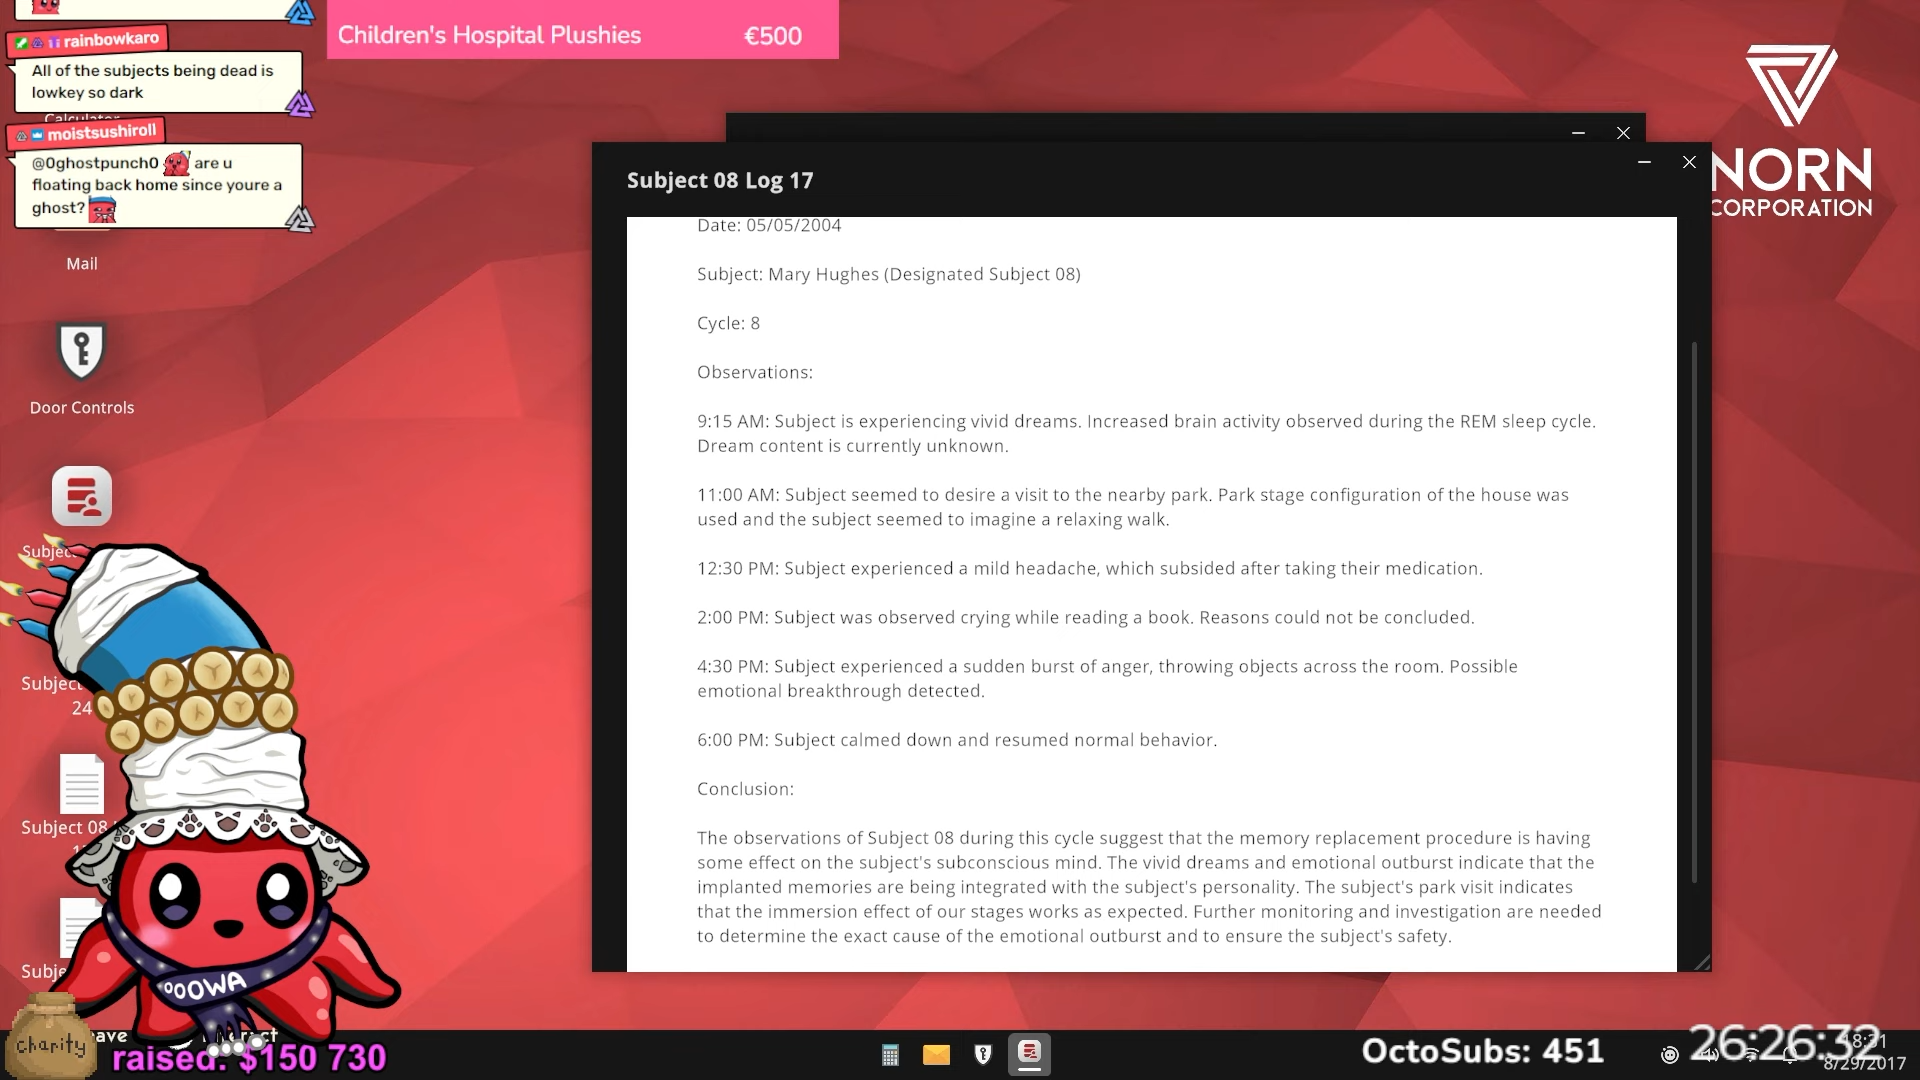 rainbowkaro
All of the subjects being dead is
lowkey so dark
Calculator
moistsushiroll
@0ghostpunch0 are u
floating back home since youre a
ghost?
Children's Hospital Plushies €500
Mail
Door Controls
Subject
24
Subject 08
NORN
CORPORATION
Subject 08 Log 17
Date: 05/05/2004
Subject: Mary Hughes (Designated Subject 08)
Cycle: 8
Observations:
9:15 AM: Subject is experiencing vivid dreams. Increased brain activity observed during the REM sleep cycle.
Dream content is currently unknown.
11:00 AM: Subject seemed to desire a visit to the nearby park. Park stage configuration of the house was
used and the subject seemed to imagine a relaxing walk.
12:30 PM: Subject experienced a mild headache, which subsided after taking their medication.
2:00 PM: Subject was observed crying while reading a book. Reasons could not be concluded.
4:30 PM: Subject experienced a sudden burst of anger, throwing objects across the room. Possible
emotional breakthrough detected.
6:00 PM: Subject calmed down and resumed normal behavior.
Conclusion:
The observations of Subject 08 during this cycle suggest that the memory replacement procedure is having
some effect on the subject's subconscious mind. The vivid dreams and emotional outburst indicate that the
implanted memories are being integrated with the subject's personality. The subject's park visit indicates
that the immersion effect of our stages works as expected. Further monitoring and investigation are needed
to determine the exact cause of the emotional outburst and to ensure the subject's safety.
OOOWA
charity
raised: $150 730
OctoSubs: 451
26:26:32
18:31
8/29/2017